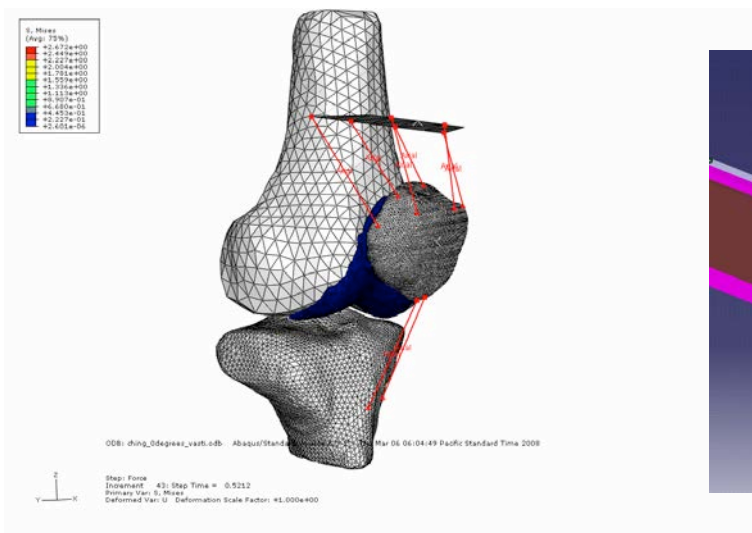 S, Mises
(Avg: 75%)
+2.672e+00
+2.449e+00
+2.227e+00
+2.004e+00
+1.781e+00
+1.559e+00
+1.336e+00
+1.113e+00
+8.907e-01
+6.680e-01
+4.453e-01
+2.227e-01
+2.601e-06
ODB: ching_0degrees_vasti.odb Abaqus/Standard Mar 06 06:04:49 Pacific Standard Time 2008
Z
Y
X
Step: Force
Increment 43: Step Time = 0.5212
Primary Var: S, Mises
Deformed Var: U Deformation Scale Factor: +1.000e+00